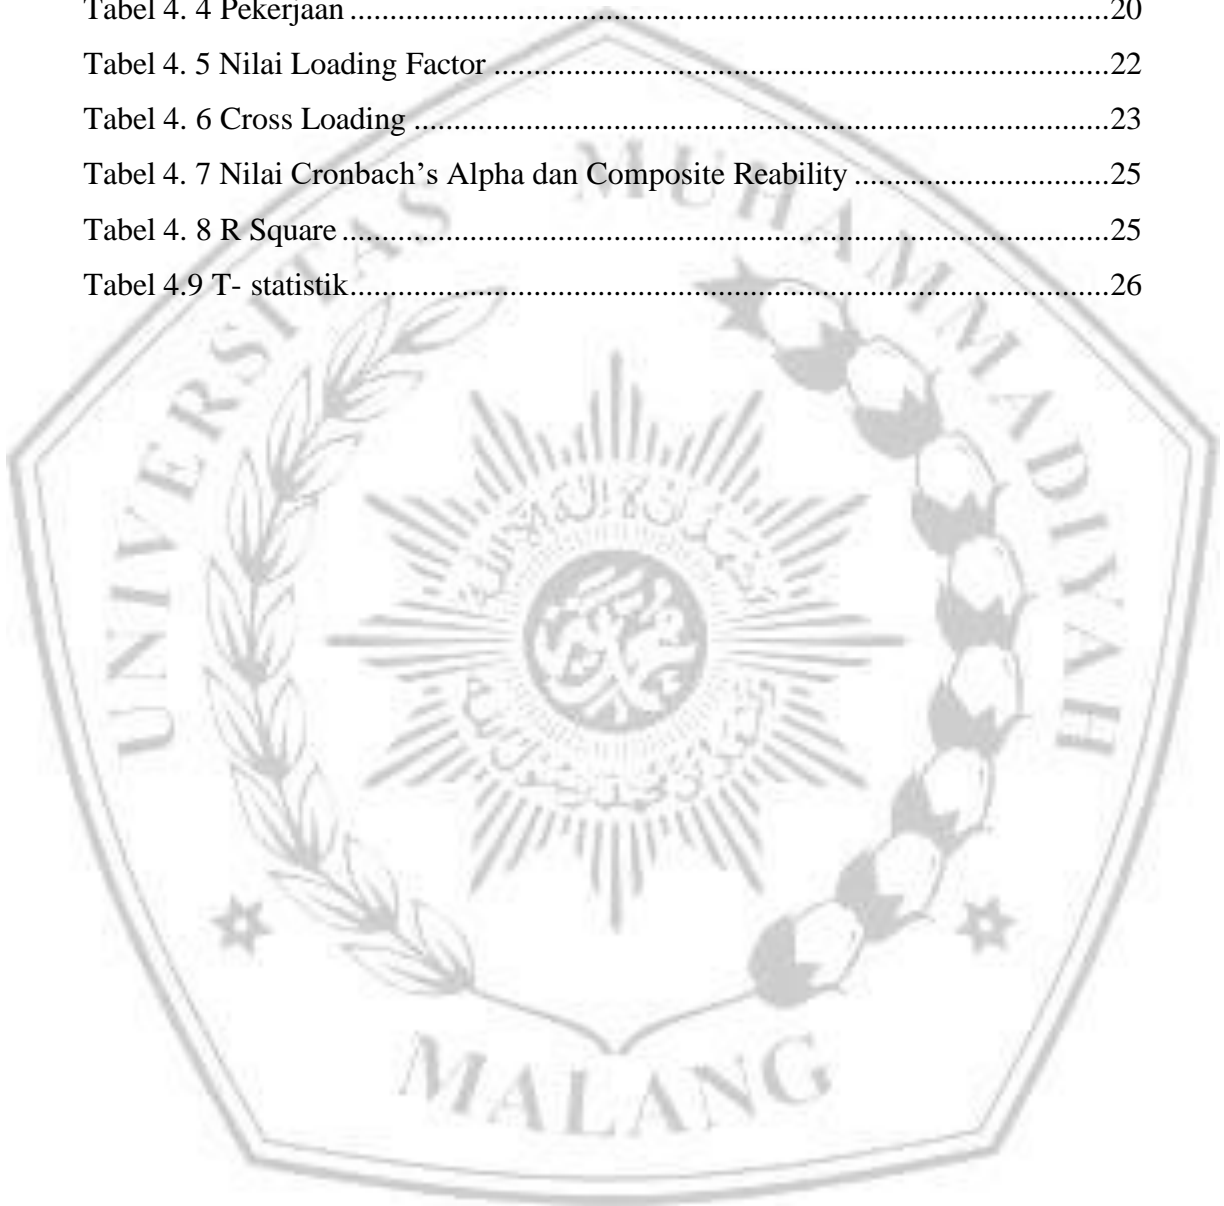 Tabel 4. 4 Pekerjaan ................................................................................................20
Tabel 4. 5 Nilai Loading Factor ..............................................................................22
Tabel 4. 6 Cross Loading ........................................................................................23
Tabel 4. 7 Nilai Cronbach’s Alpha dan Composite Reability ................................25
Tabel 4. 8 R Square .................................................................................................25
Tabel 4.9 T- statistik................................................................................................26
UNIVERSITAS MUHAMMADIYAH
MALANG